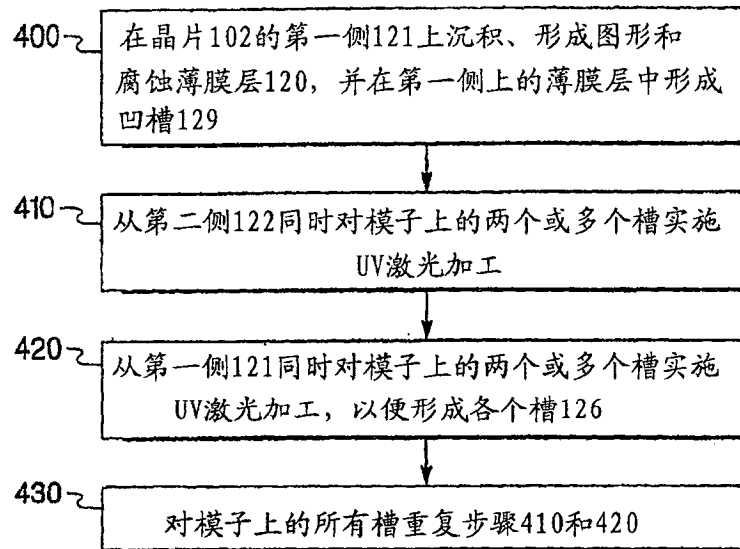 400
在晶片102的第一侧121上沉积、形成图形和
腐蚀薄膜层120，并在第一侧上的薄膜层中形成
凹槽129
410
从第二侧122同时对模子上的两个或多个槽实施
UV激光加工
420
从第一侧121同时对模子上的两个或多个槽实施
UV激光加工，以便形成各个槽126
430
对模子上的所有槽重复步骤410和420